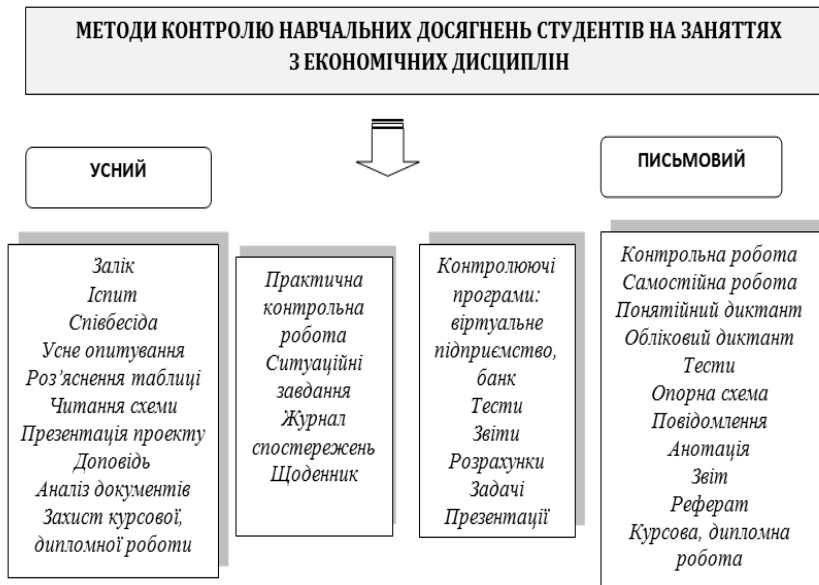 МЕТОДИ КОНТРОЛЮ НАВЧАЛЬНИХ ДОСЯГНЕНЬ СТУДЕНТІВ НА ЗАНЯТТЯХ
З ЕКОНОМІЧНИХ ДИСЦИПЛІН
УСНИЙ
ПИСЬМОВИЙ
Залік
Іспит
Співбесіда
Усне опитування
Роз’яснення таблиці
Читання схеми
Презентація проекту
Доповідь
Аналіз документів
Захист курсової,
дипломної роботи
Практична
контрольна
робота
Ситуаційні
завдання
Журнал
спостережень
Щоденник
Контролюючі
програми:
віртуальне
підприємство,
банк
Тести
Звіти
Розрахунки
Задачі
Презентації
Контрольна робота
Самостійна робота
Понятійний диктант
Обліковий диктант
Тести
Опорна схема
Повідомлення
Анотація
Звіт
Реферат
Курсова, дипломна
робота